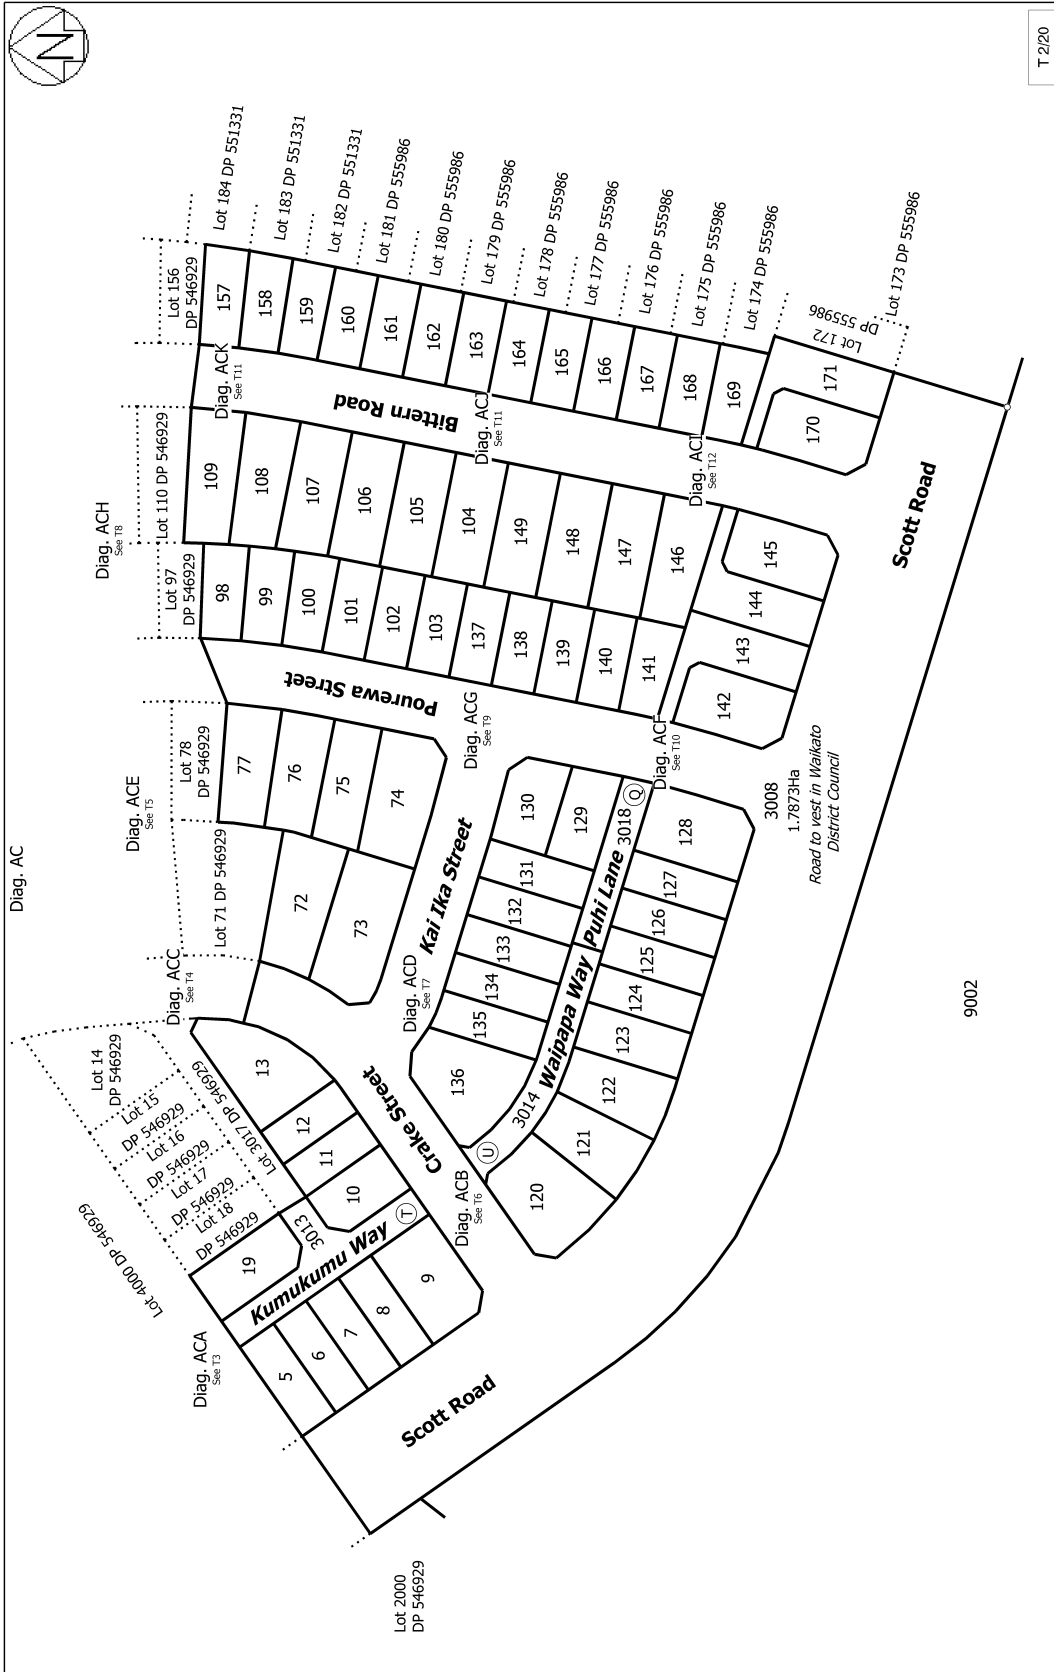 N
T 2/20
Lot 184 DP 551331
Lot 183 DP 551331
Lot 182 DP 551331
Lot 181 DP 555986
Lot 180 DP 555986
Lot 179 DP 555986
Lot 178 DP 555986
Lot 177 DP 555986
Lot 176 DP 555986
Lot 175 DP 555986
Lot 174 DP 555986
Lot 173 DP 555986
Lot 172
DP 555986
Lot 156
DP 546929
157
158
159
160
161
162
163
164
165
166
167
168
169
170
171
Diag. ACK
See T11
Bittern Road
Diag. ACJ
See T11
Diag. ACI
See T12
Scott Road
Lot 110 DP 546929
109
108
107
106
105
104
149
148
147
146
145
144
143
142
Diag. ACH
See T8
Lot 97
DP 546929
98
99
100
101
102
103
137
138
139
140
141
Pourewa Street
Diag. ACG
See T9
Diag. ACF
See T10
3008
1.7873Ha
Road to vest in Waikato
District Council
Diag. ACE
See T5
Lot 78
DP 546929
77
76
75
74
Lot 71 DP 546929
72
73
Kai Ika Street
130
129
131
132
133
134
135
136
3018
Q
Puhi Lane
Waipapa Way
3014
U
128
127
126
125
124
123
122
121
120
Diag. AC
Diag. ACC
See T4
Diag. ACD
See T7
9002
Lot 14
DP 546929
Lot 15
DP 546929
Lot 16
DP 546929
Lot 17
DP 546929
Lot 18
DP 546929
Lot 3017 DP 546929
Lot 4000 DP 546929
13
12
11
10
Crake Street
Diag. ACB
See T6
T
3013
19
Kumukumu Way
9
8
7
6
5
Diag. ACA
See T3
Scott Road
Lot 2000
DP 546929